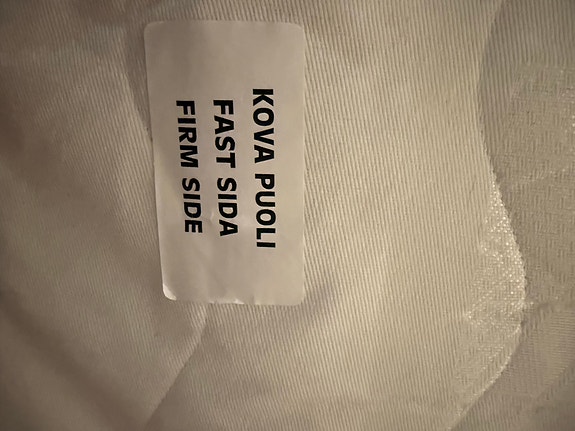 KOVA PUOLI
FAST SIDA
FIRM SIDE